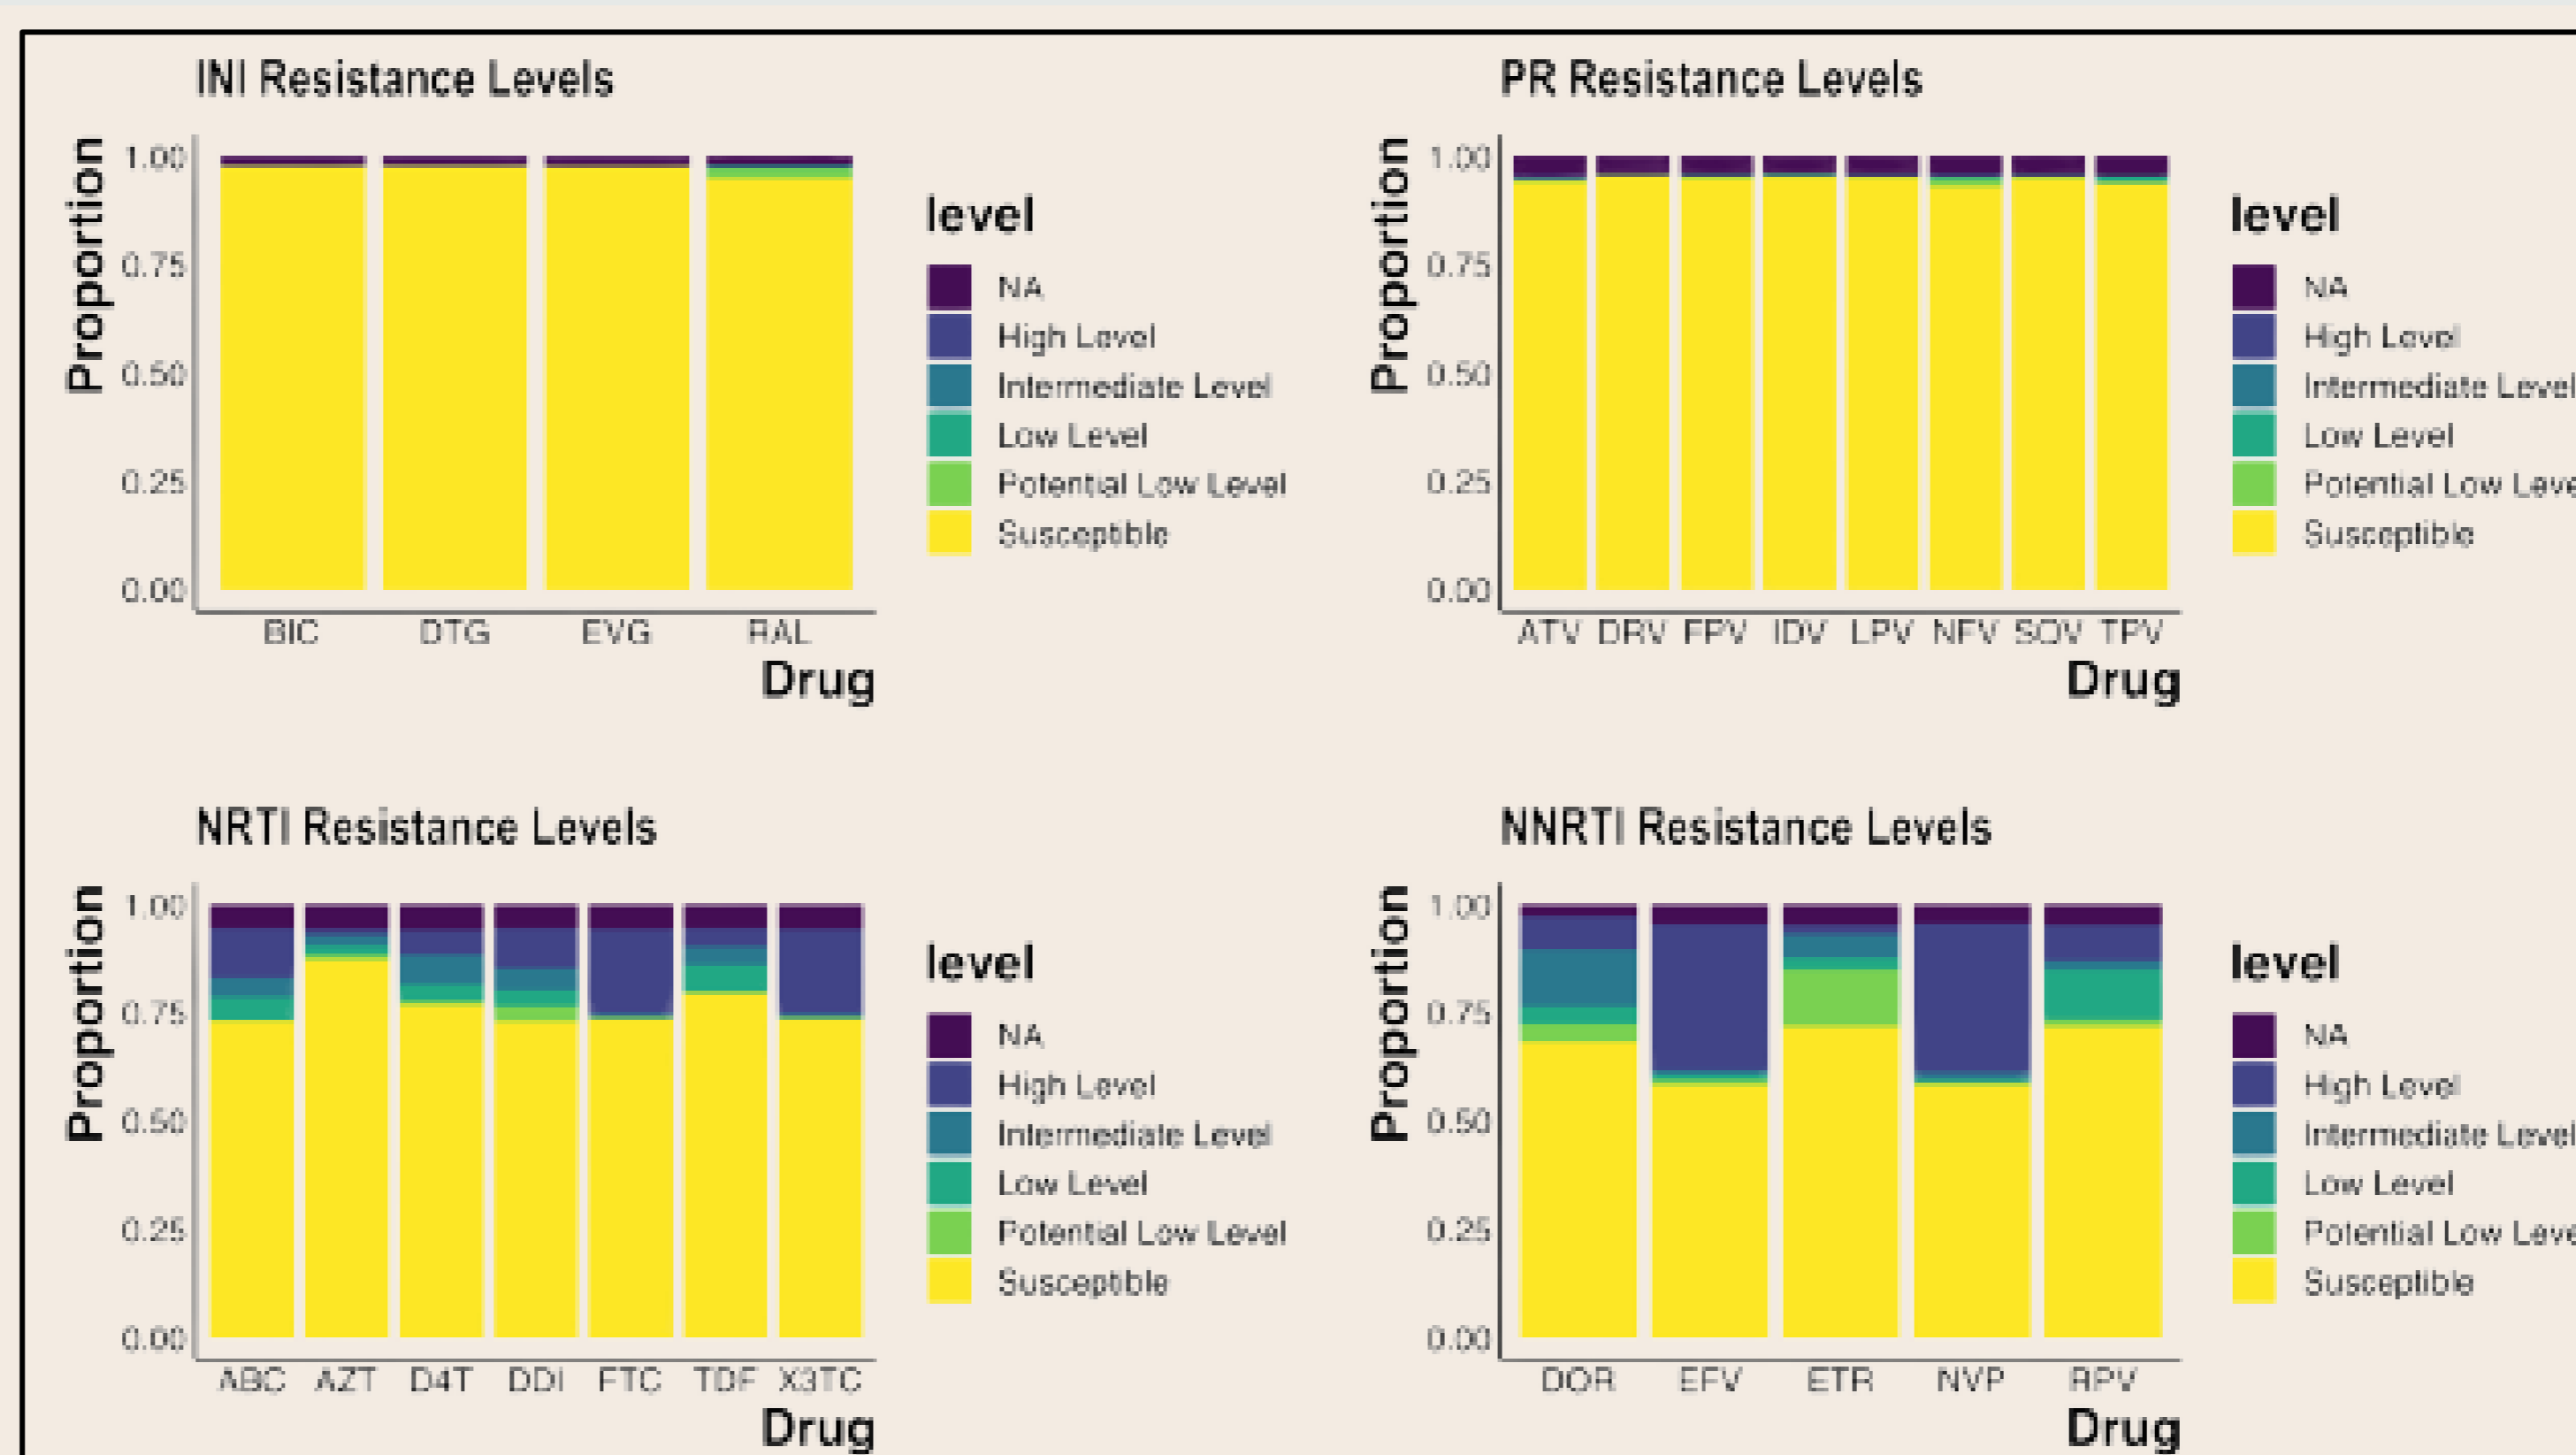 INI Resistance Levels
Proportion
1.00
0.75
0.50
0.25
0.00
BIC DTG EVG RAL
Drug
level
NA
High Level
Intermediate Level
Low Level
Potential Low Level
Susceptible
PR Resistance Levels
Proportion
1.00
0.75
0.50
0.25
0.00
ATV DRV FPV IDV LPV NFV SQV TPV
Drug
level
NA
High Level
Intermediate Level
Low Level
Potential Low Leve
Susceptible
NRTI Resistance Levels
Proportion
1.00
0.75
0.50
0.25
0.00
ABC AZT D4T DDI FTC TDF X3TC
Drug
level
NA
High Level
Intermediate Level
Low Level
Potential Low Level
Susceptible
NNRTI Resistance Levels
Proportion
1.00
0.75
0.50
0.25
0.00
DOR EFV ETR NVP RPV
Drug
level
NA
High Level
Intermediate Level
Low Level
Potential Low Leve
Susceptible